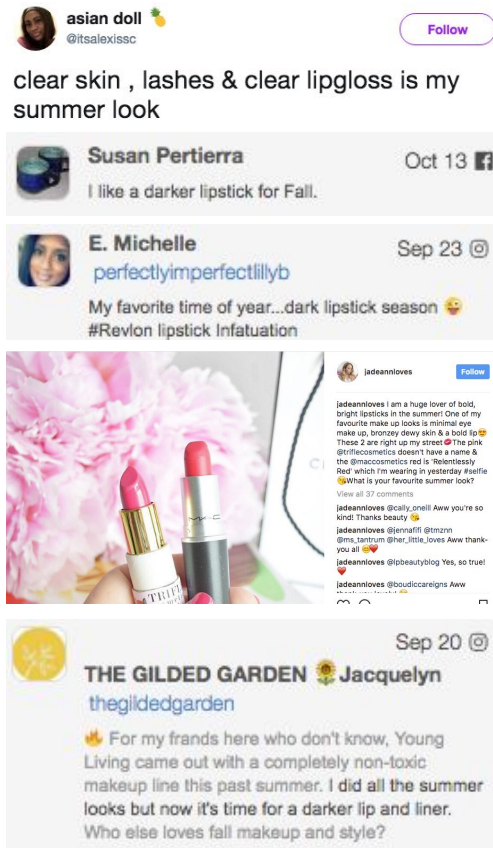 asian doll 🍍
@itsalexissc
Follow
clear skin , lashes & clear lipgloss is my
summer look
Susan Pertierra
Oct 13
I like a darker lipstick for Fall.
E. Michelle
Sep 23
perfectlyimperfectlillyb
My favorite time of year...dark lipstick season 😜
#Revlon lipstick Infatuation
jadeannloves
Follow
jadeannloves I am a huge lover of bold,
bright lipsticks in the summer! One of my
favourite make up looks is minimal eye
make up, bronzey dewy skin & a bold lip😍
These 2 are right up my street💋The pink
@triflecosmetics doesn't have a name &
the @maccosmetics red is 'Relentlessly
Red' which I'm wearing in yesterday #selfie
😘What is your favourite summer look?
View all 37 comments
jadeannloves @cally_oneill Aww you're so
kind! Thanks beauty 😘
jadeannloves @jennafifi @tmznn
@ms_tantrum @her_little_loves Aww thank-
you all 😊❤️
jadeannloves @lpbeautyblog Yes, so true!
❤️
jadeannloves @boudiccareigns Aww
MAC
TRIFL
Sep 20
THE GILDED GARDEN 🌻Jacquelyn
thegildedgarden
🔥 For my frands here who don't know, Young
Living came out with a completely non-toxic
makeup line this past summer. I did all the summer
looks but now it's time for a darker lip and liner.
Who else loves fall makeup and style?